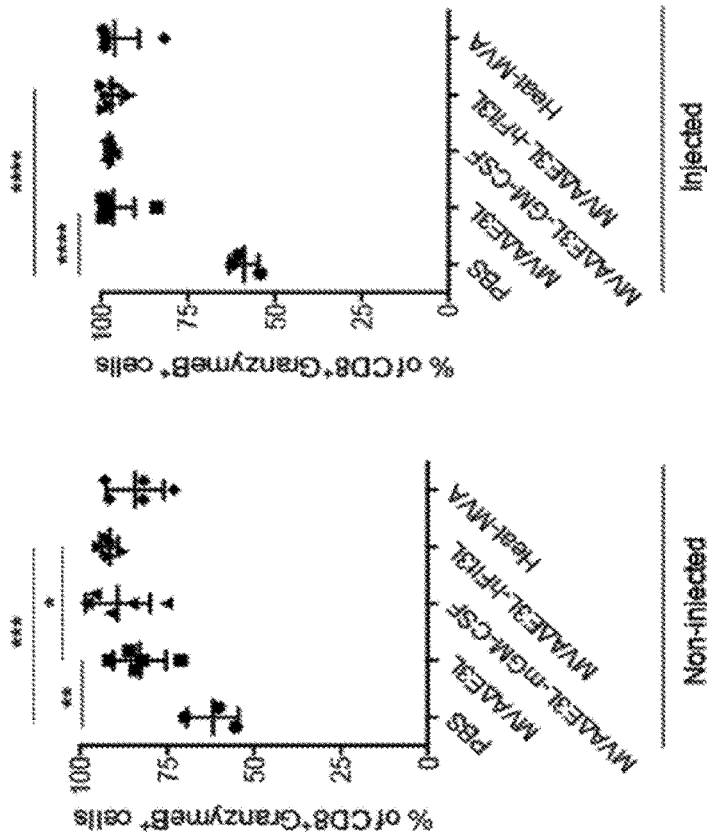 ***
*
**
% of CD8⁺GranzymeB⁺ cells
100
75
50
25
0
PBS
MVAΔE3L
MVAΔE3L-mGM-CSF
MVAΔE3L-hFlt3L
Heat-MVA
Non-injected
****
****
% of CD8⁺GranzymeB⁺ cells
100
75
50
25
0
PBS
MVAΔE3L
MVAΔE3L-GM-CSF
MVAΔE3L-hFlt3L
Heat-MVA
Injected